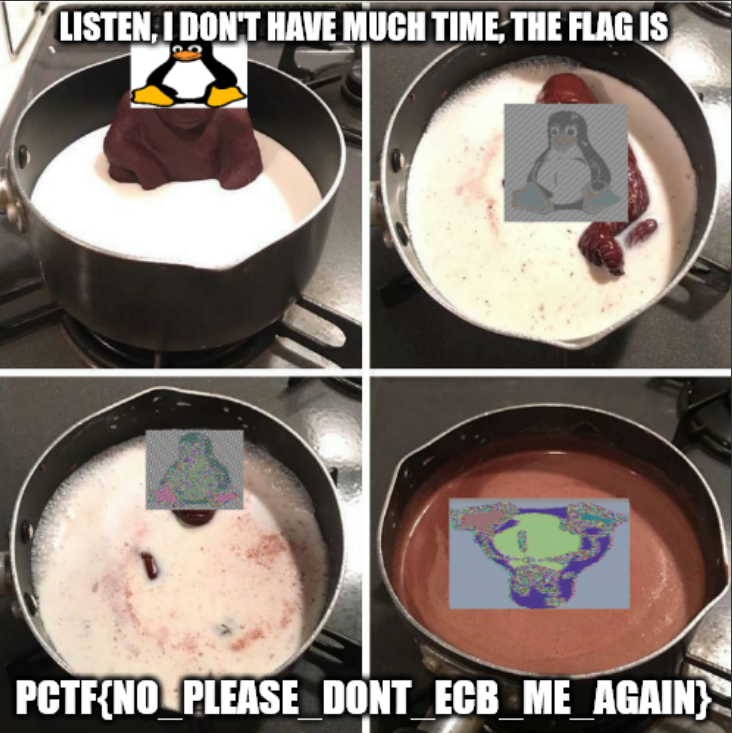 LISTEN, I DON'T HAVE MUCH TIME, THE FLAG IS
PCTF{NO_PLEASE_DONT_ECB_ME_AGAIN}